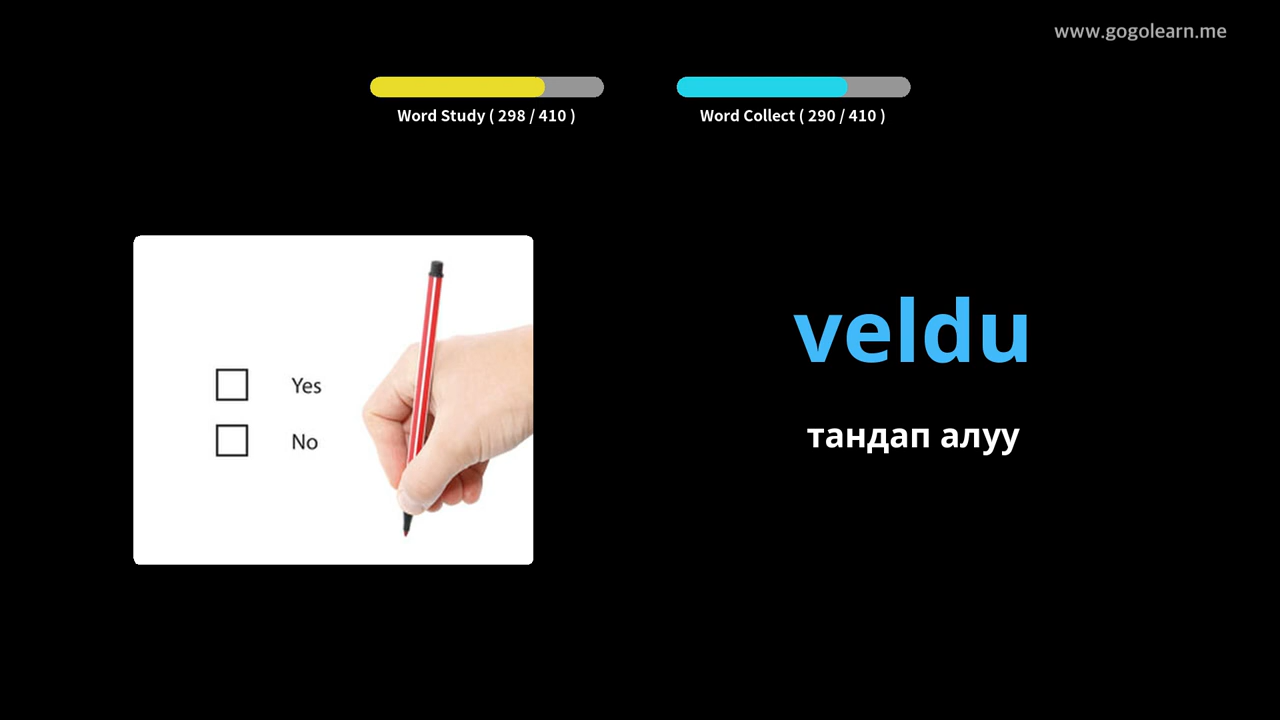 www.gogolearn.me
Word Study ( 298 / 410 )
Word Collect ( 290 / 410 )
Yes
No
veldu
тандап алуу